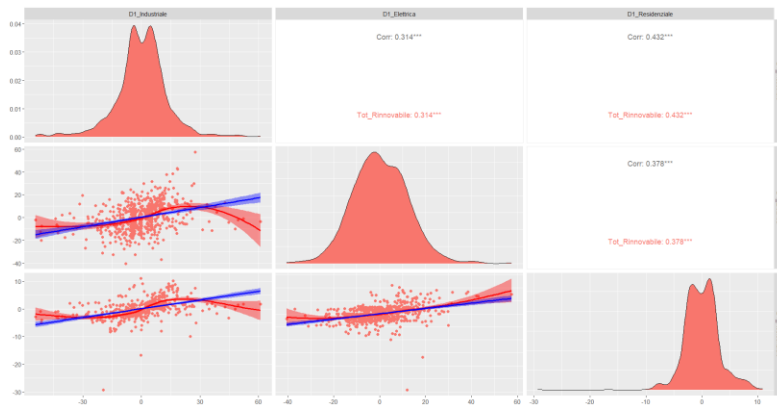 D1_Industriale D1_Elettrica D1_Residenziale
0.04
0.03
0.02
0.01
0.00
Corr: 0.314***
Tot_Rinnovabile: 0.314***
Corr: 0.432***
Tot_Rinnovabile: 0.432***
60
40
20
0
-20
-40
Corr: 0.378***
Tot_Rinnovabile: 0.378***
10
0
-10
-20
-30
-30 0 30 60 -40 -20 0 20 40 60 -30 -20 -10 0 10